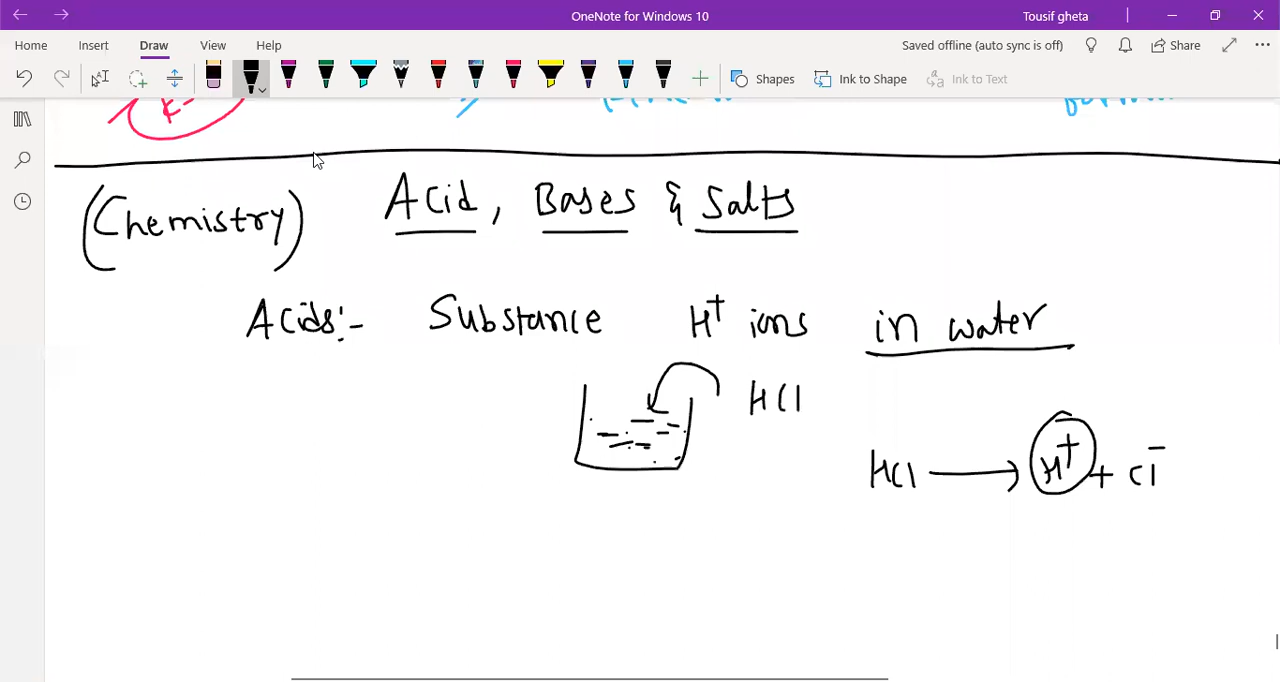 OneNote for Windows 10
Tousif gheta
Home Insert Draw View Help
Saved offline (auto sync is off) Share
Shapes Ink to Shape Ink to Text
(Chemistry) Acid, Bases & Salts
Acids:- Substance H⁺ ions in water
HCl
HCl → H⁺ + Cl⁻